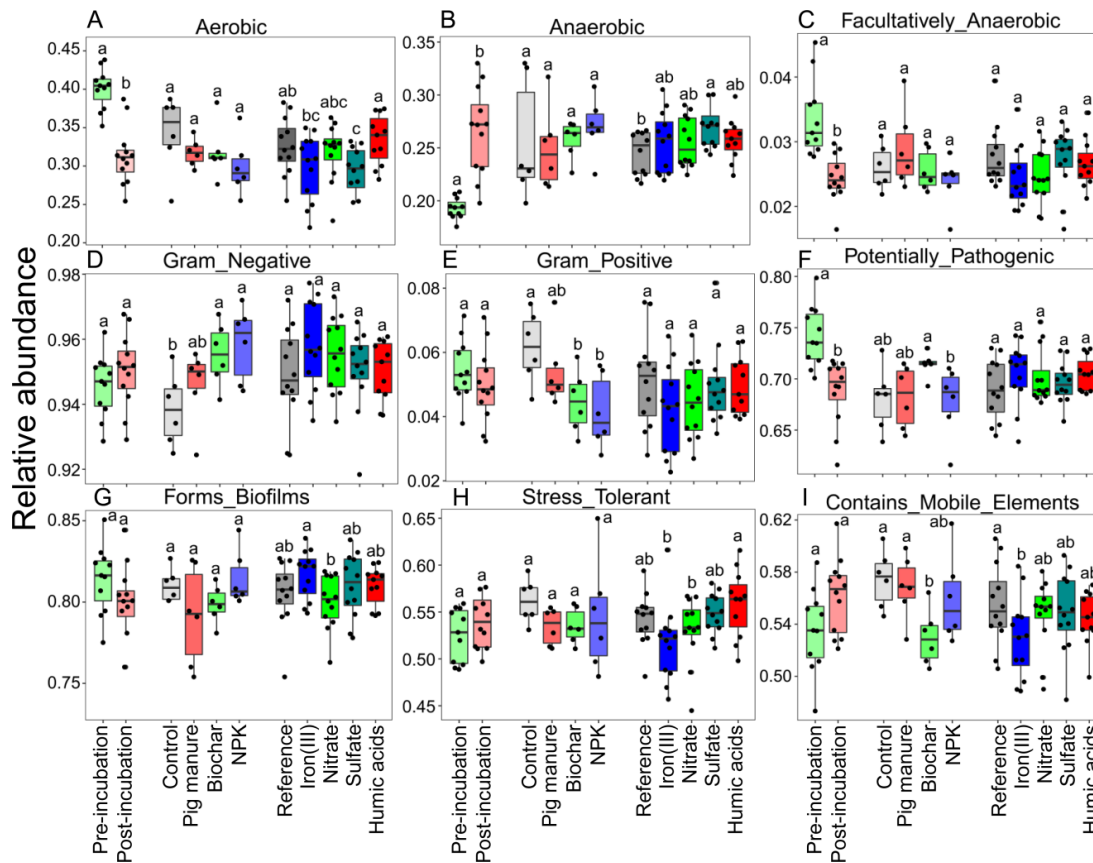 A Aerobic
0.45
0.40
0.35
0.30
0.25
0.20
a b a a a a ab bc abc c a
B Anaerobic
0.35
0.30
0.25
0.20
a b a a a a b ab ab a ab
C Facultatively_Anaerobic
0.04
0.03
0.02
a b a a a a a a a a a
Relative abundance
D Gram_Negative
0.98
0.96
0.94
0.92
a a b ab a a a a a a a
E Gram_Positive
0.08
0.06
0.04
0.02
a a a ab b b a a a a a
F Potentially_Pathogenic
0.80
0.75
0.70
0.65
a b ab ab a b a a a a a
G Forms_Biofilms
0.85
0.80
0.75
a a a a a a ab a b ab ab
H Stress_Tolerant
0.65
0.60
0.55
0.50
0.45
a a a a a a ab b ab a a
I Contains_Mobile_Elements
0.62
0.58
0.54
0.50
a a a a b ab a b a a a
Pre-incubation
Post-incubation
Control
Pig manure
Biochar
NPK
Reference
Iron(III)
Nitrate
Sulfate
Humic acids
Pre-incubation
Post-incubation
Control
Pig manure
Biochar
NPK
Reference
Iron(III)
Nitrate
Sulfate
Humic acids
Pre-incubation
Post-incubation
Control
Pig manure
Biochar
NPK
Reference
Iron(III)
Nitrate
Sulfate
Humic acids